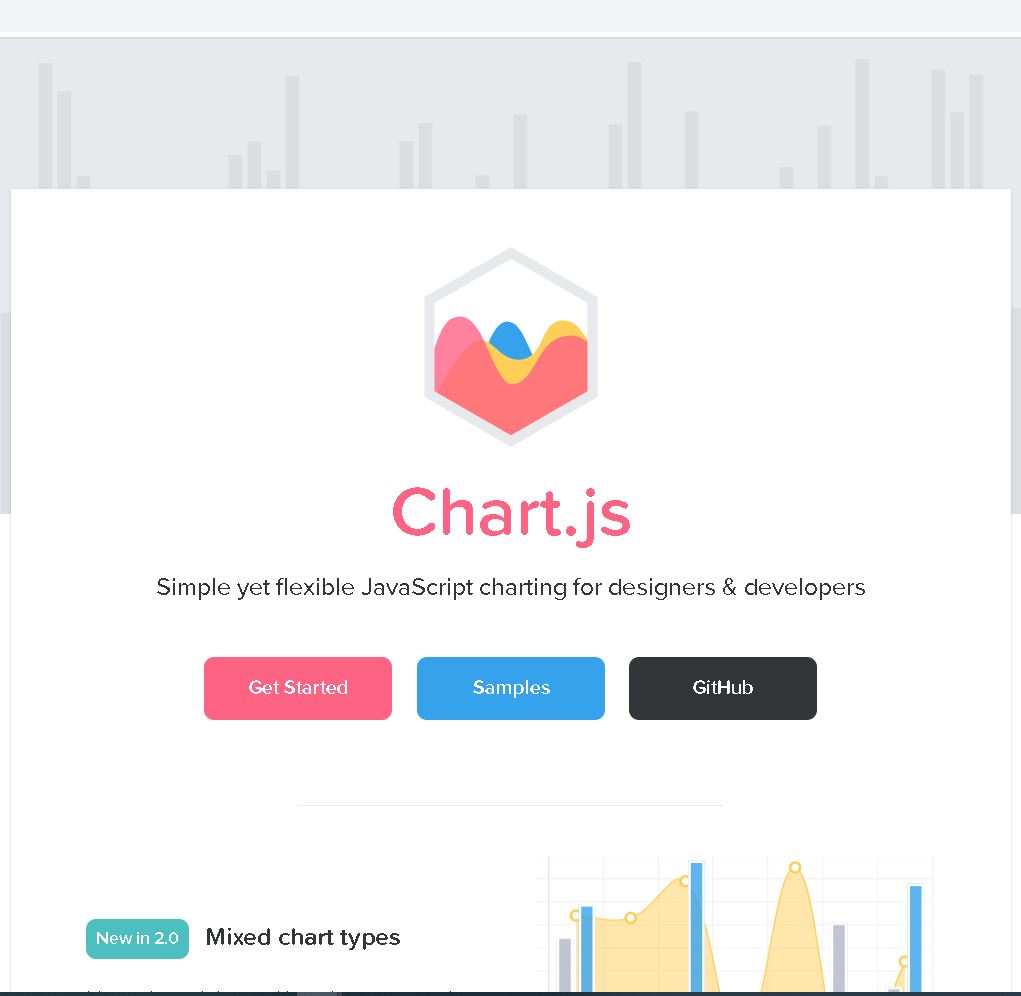 Chart.js
Simple yet flexible JavaScript charting for designers & developers
Get Started
Samples
GitHub
New in 2.0
Mixed chart types